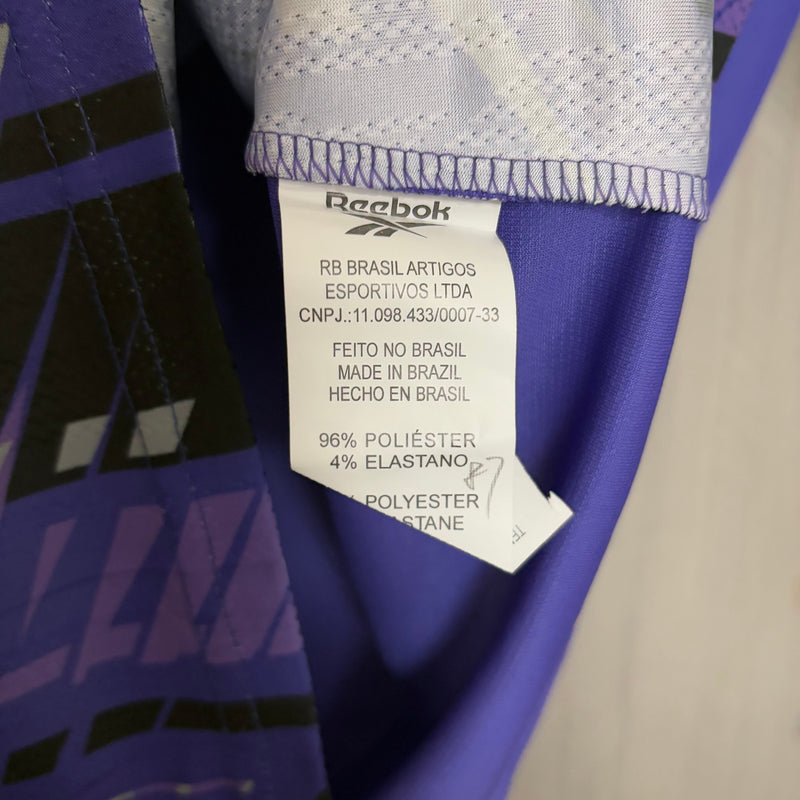 Reebok
RB BRASIL ARTIGOS
ESPORTIVOS LTDA
CNPJ.:11.098.433/0007-33
FEITO NO BRASIL
MADE IN BRAZIL
HECHO EN BRASIL
96% POLIÉSTER
4% ELASTANO
% POLYESTER
STANE